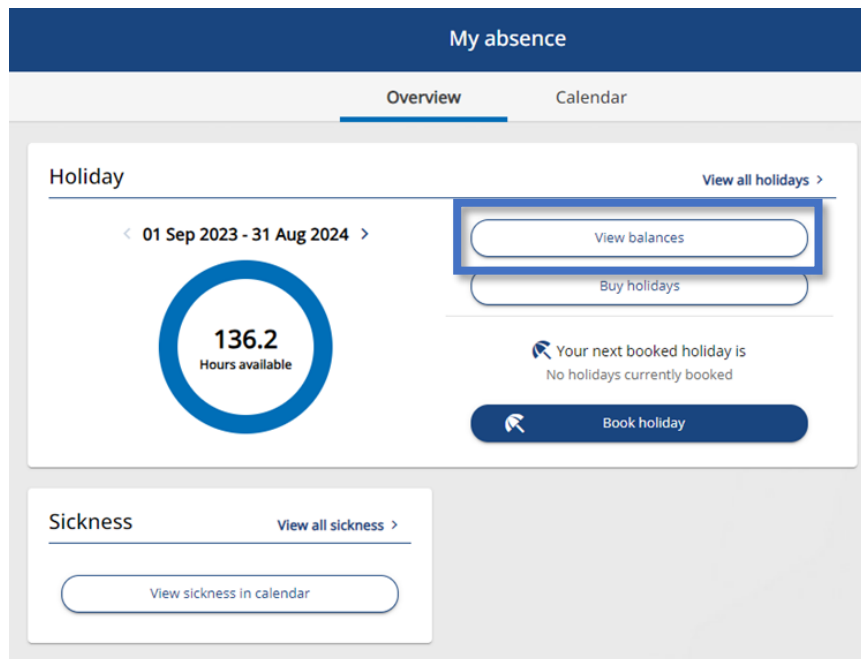 My absence
Overview
Calendar
Holiday
View all holidays >
< 01 Sep 2023 - 31 Aug 2024 >
136.2
Hours available
View balances
Buy holidays
Your next booked holiday is
No holidays currently booked
Book holiday
Sickness
View all sickness >
View sickness in calendar